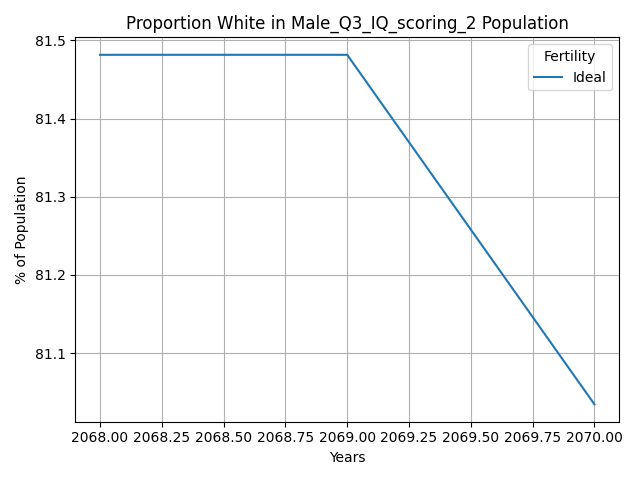 Proportion White in Male_Q3_IQ_scoring_2 Population
81.5
81.4
81.3
81.2
81.1
% of Population
Fertility
Ideal
2068.00 2068.25 2068.50 2068.75 2069.00 2069.25 2069.50 2069.75 2070.00
Years